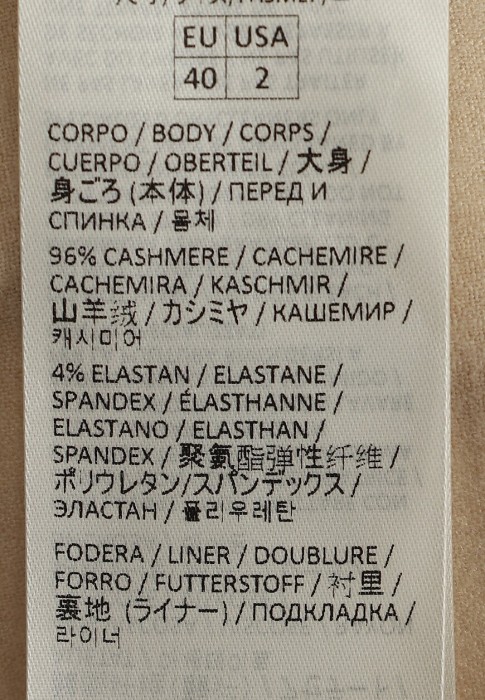 EU USA
40 2
CORPO / BODY / CORPS /
CUERPO / OBERTEIL / 大身 /
身ごろ (本体) / ПЕРЕД И
СПИНКА / 몸체
96% CASHMERE / CACHEMIRE /
CACHEMIRA / KASCHMIR /
山羊绒 / カシミヤ / КАШЕМИР /
캐시미어
4% ELASTAN / ELASTANE /
SPANDEX / ÉLASTHANNE /
ELASTANO / ELASTHAN /
SPANDEX / 聚氨酯弹性纤维 /
ポリウレタン/スパンデックス /
ЭЛАСТАН / 폴리우레탄
FODERA / LINER / DOUBLURE /
FORRO / FUTTERSTOFF / 衬里 /
裏地 (ライナー) / ПОДКЛАДКА /
라이너